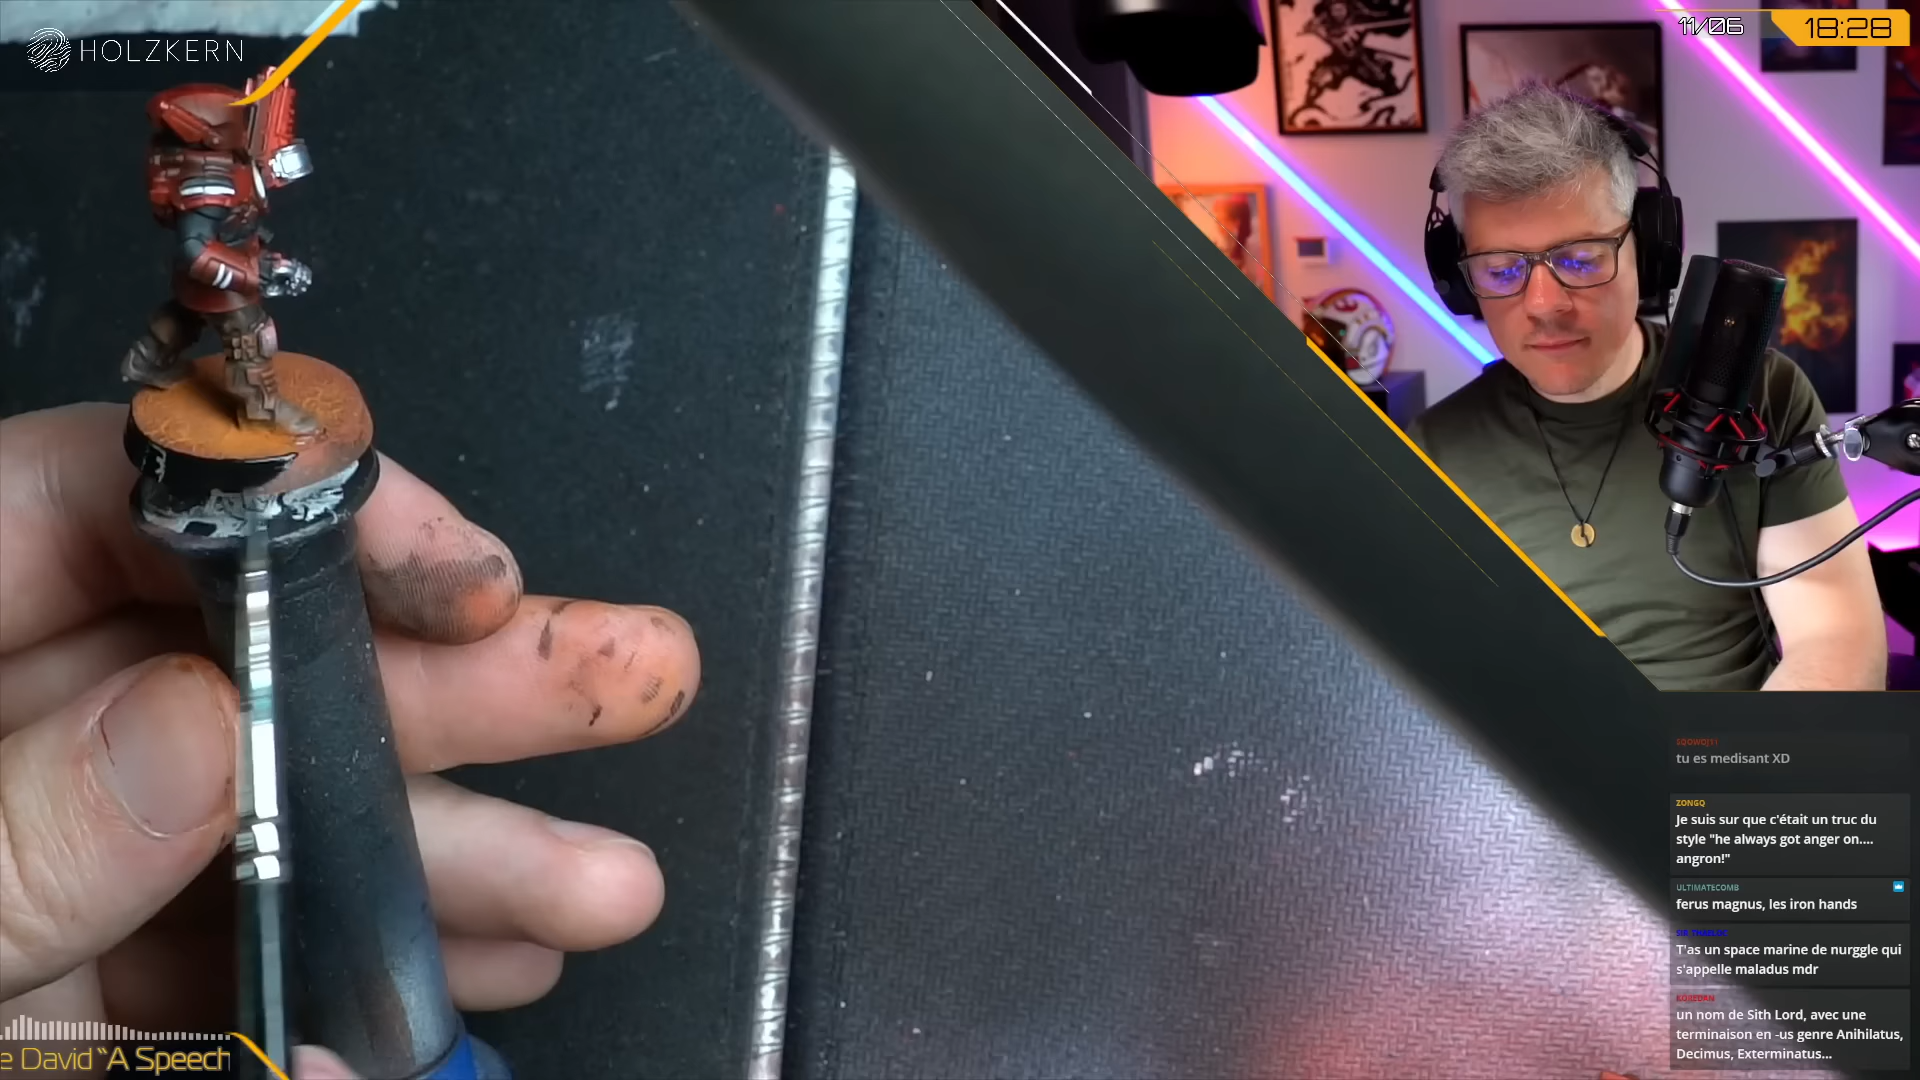 HOLZKERN
11/06
18:28
SOOWOJ11
tu es medisant XD
ZONGQ
Je suis sur que c'était un truc du
style "he always got anger on....
angron!"
ULTIMATECOMB
ferus magnus, les iron hands
T'as un space marine de nurggle qui
s'appelle maladus mdr
un nom de Sith Lord, avec une
terminaison en -us genre Anihilatus,
Decimus, Exterminatus...
e David "A Speech